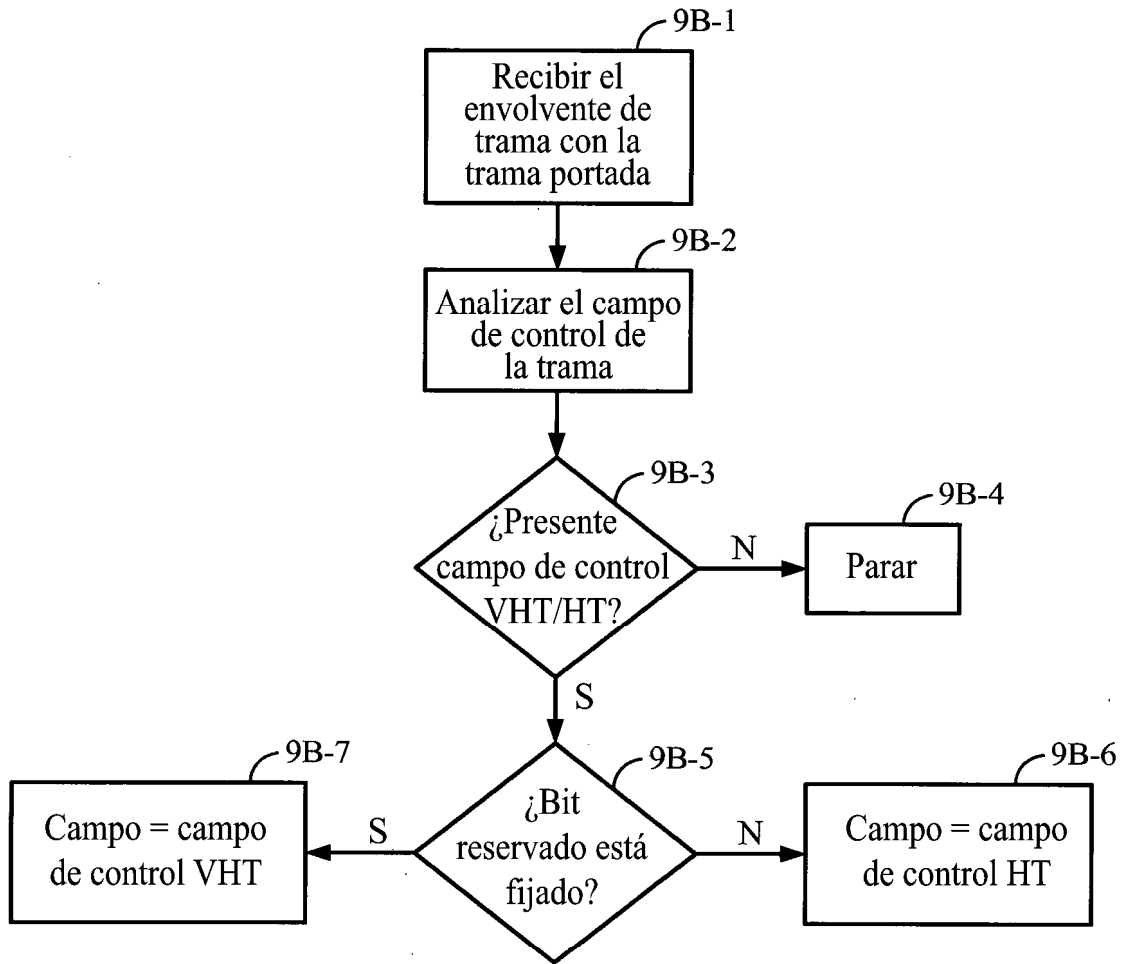 9B-1
Recibir el
envolvente de
trama con la
trama portada
9B-2
Analizar el campo
de control de
la trama
9B-3
¿Presente
campo de control
VHT/HT?
N
9B-4
Parar
S
9B-5
¿Bit
reservado está
fijado?
N
9B-6
Campo = campo
de control HT
S
9B-7
Campo = campo
de control VHT